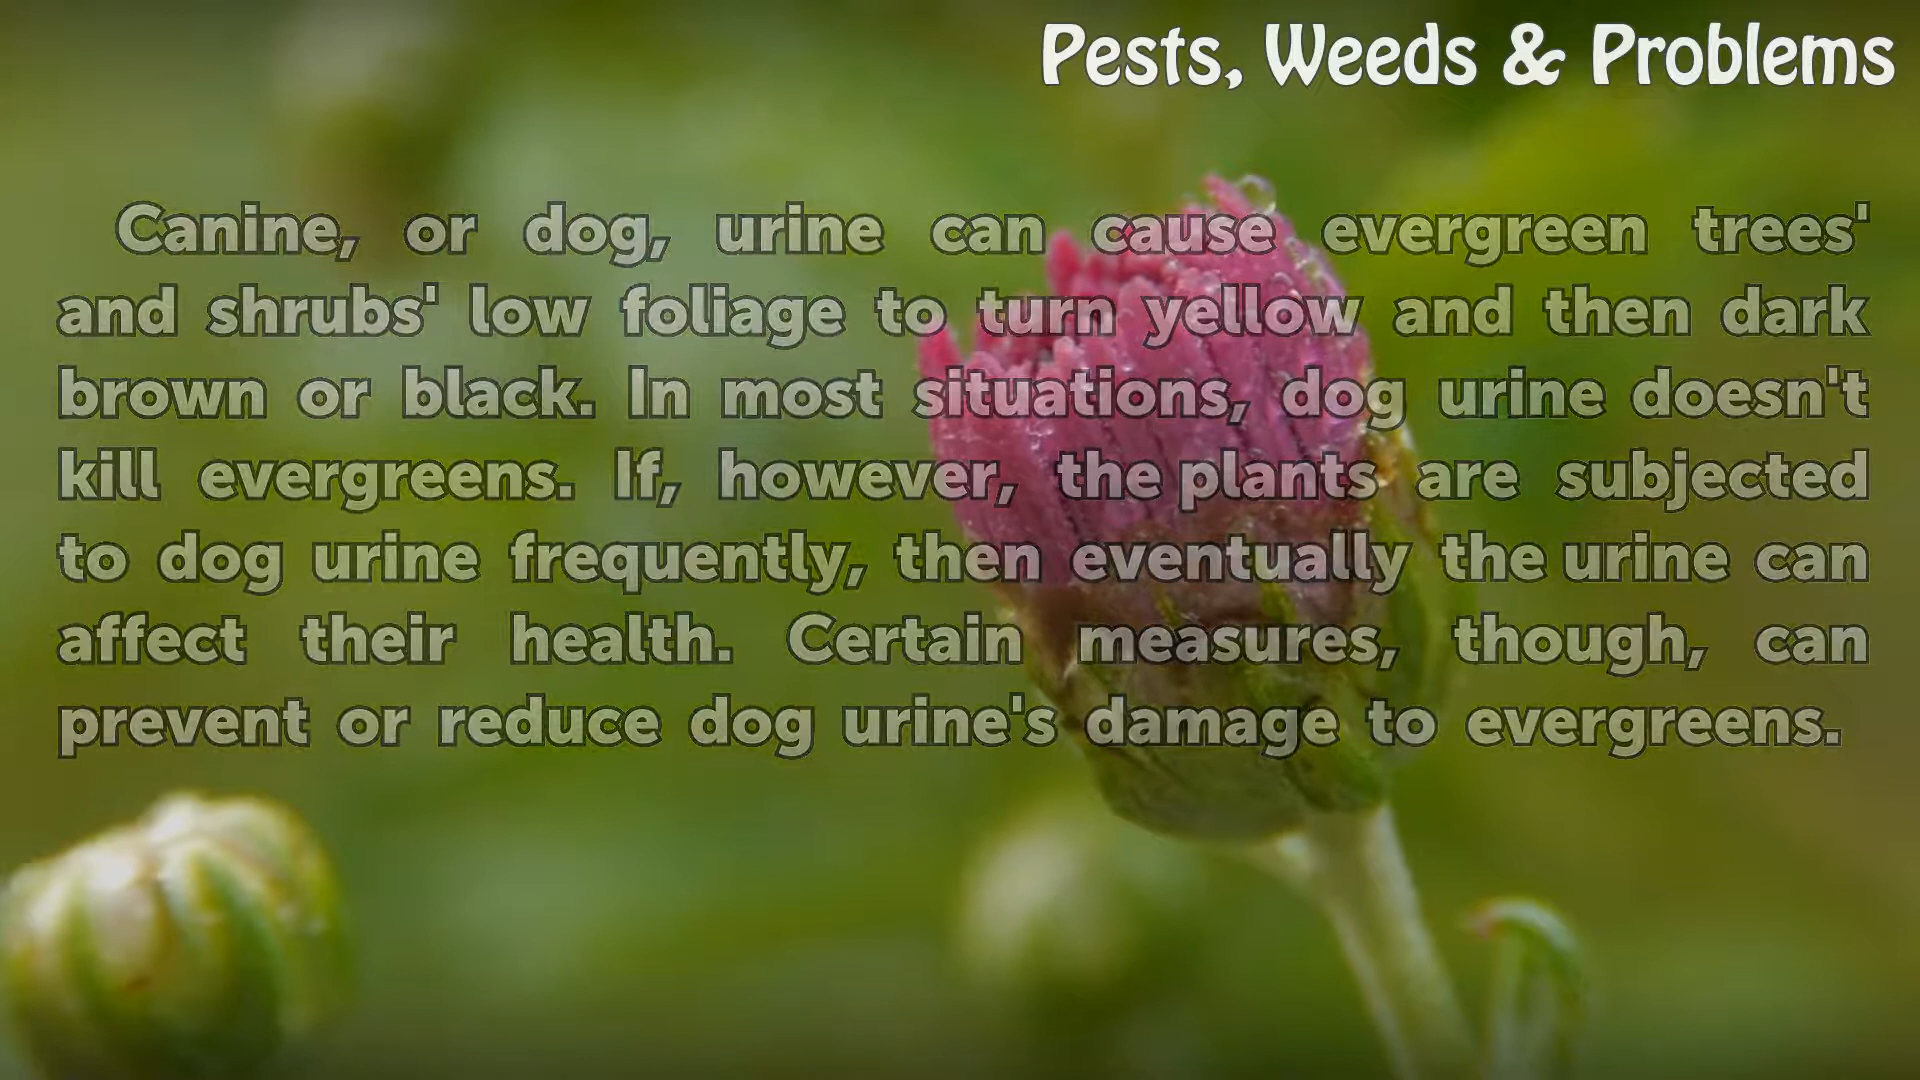 Pests, Weeds & Problems
Canine, or dog, urine can cause evergreen trees'
and shrubs' low foliage to turn yellow and then dark
brown or black. In most situations, dog urine doesn't
kill evergreens. If, however, the plants are subjected
to dog urine frequently, then eventually the urine can
affect their health. Certain measures, though, can
prevent or reduce dog urine's damage to evergreens.